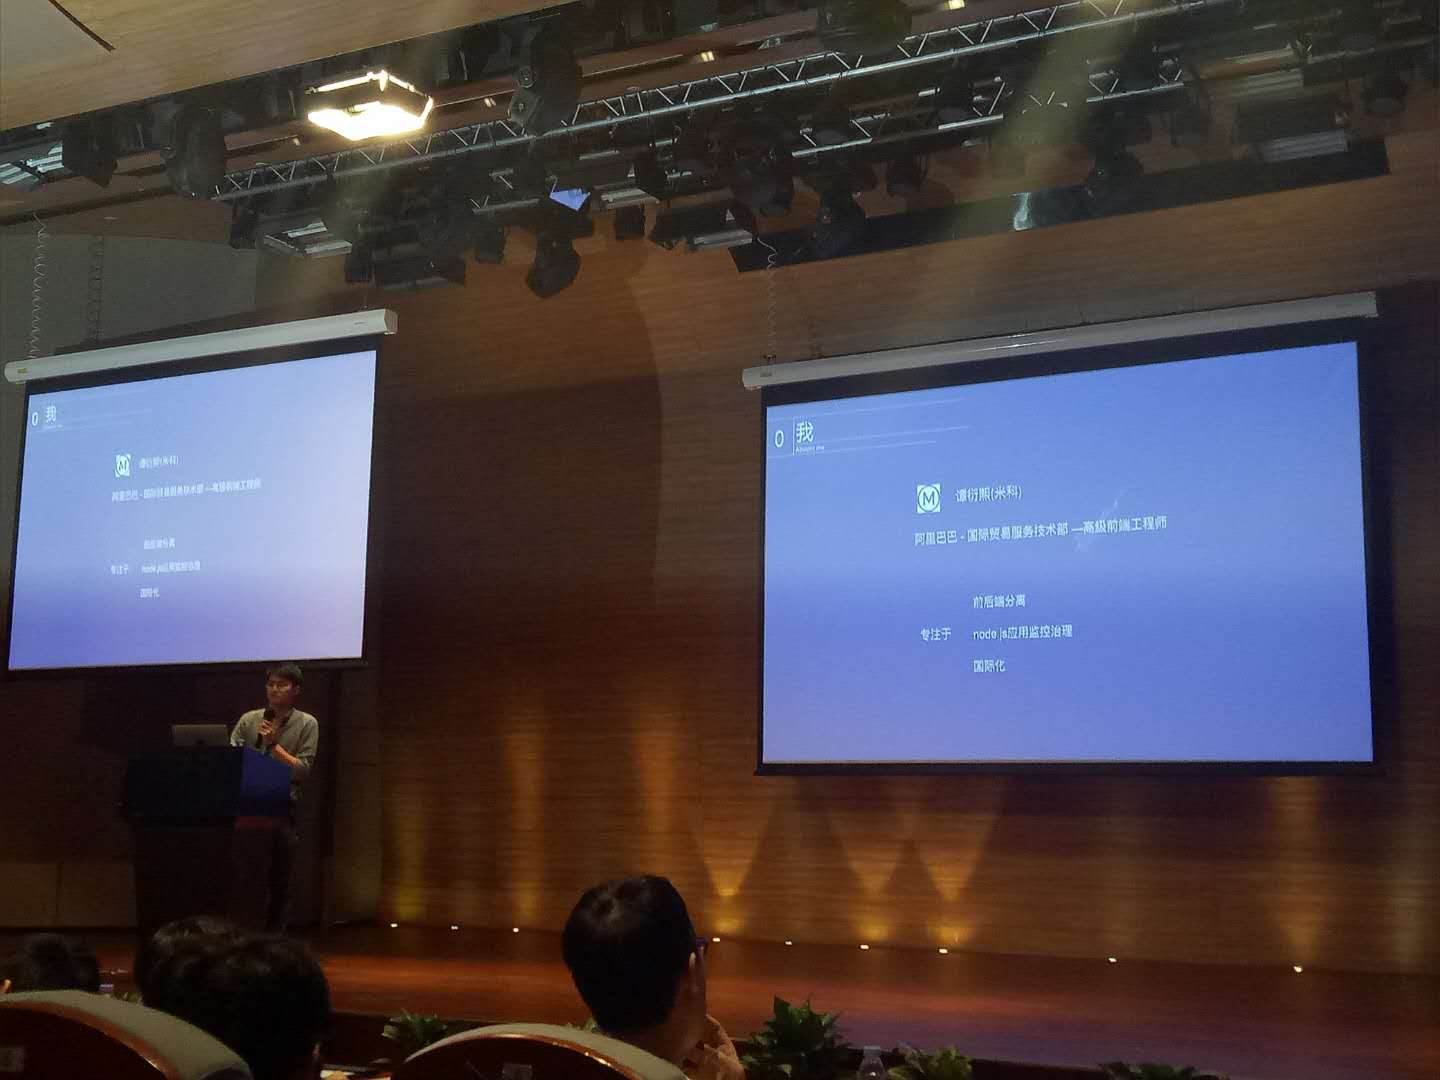 0 我
About me
谭衍熙(米科)
阿里巴巴 - 国际贸易服务技术部 —高级前端工程师
前后端分离
专注于 node.js应用监控治理
国际化
0 我
About me
M 谭衍熙(米科)
阿里巴巴 - 国际贸易服务技术部 —高级前端工程师
前后端分离
专注于 node.js应用监控治理
国际化